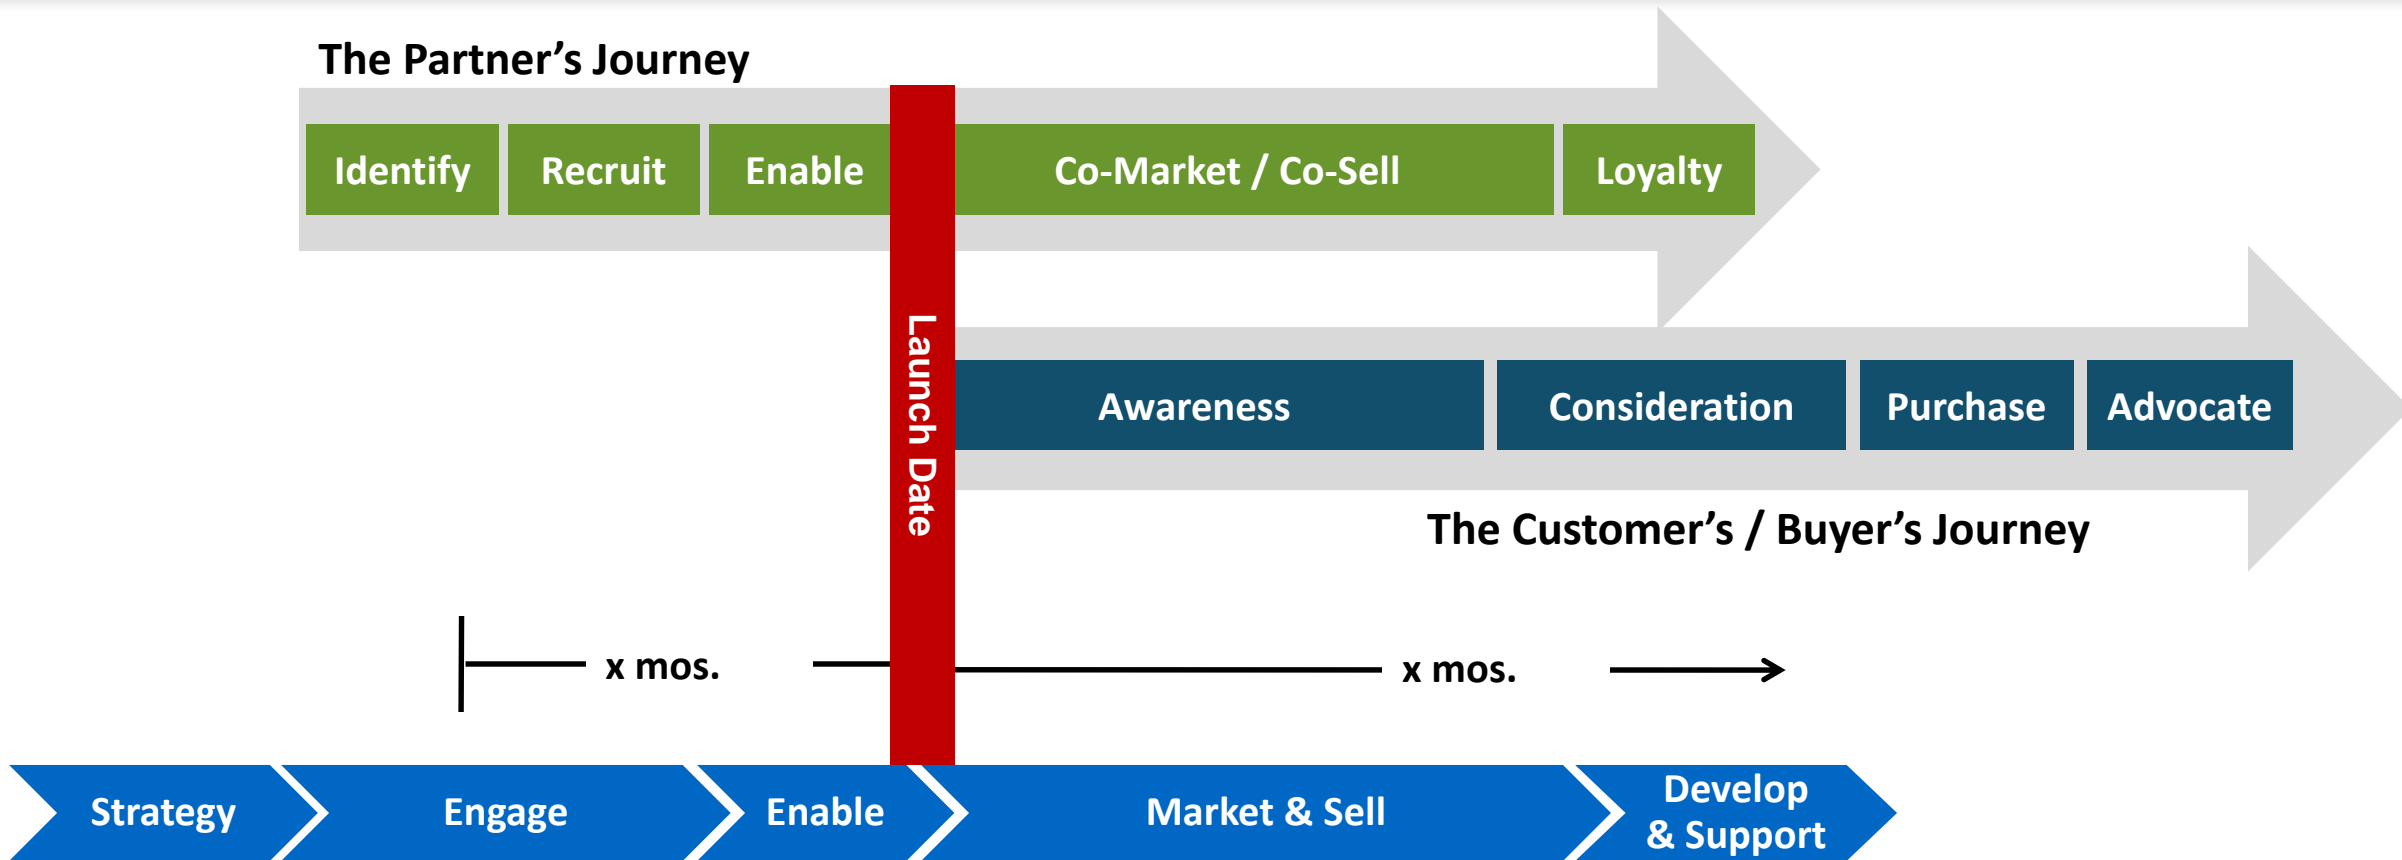 The Partner’s Journey
Identify
Recruit
Enable
Co-Market / Co-Sell
Loyalty
Launch Date
Awareness
Consideration
Purchase
Advocate
The Customer’s / Buyer’s Journey
x mos.
x mos.
Strategy
Engage
Enable
Market & Sell
Develop
& Support